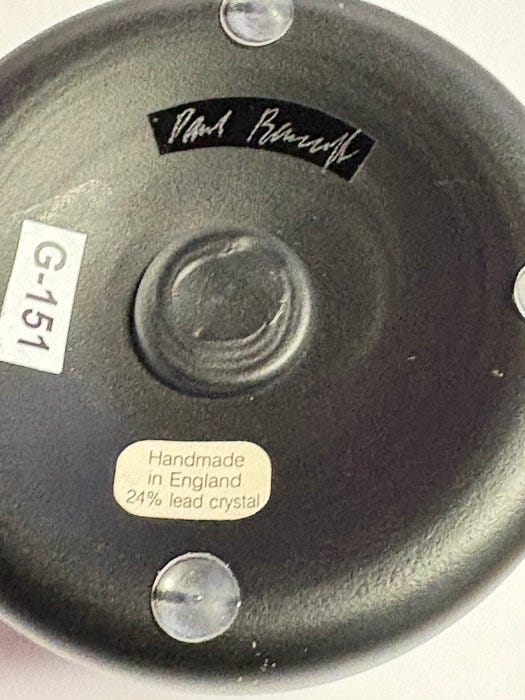 Paul Bancroft
G-151
Handmade
in England
24% lead crystal